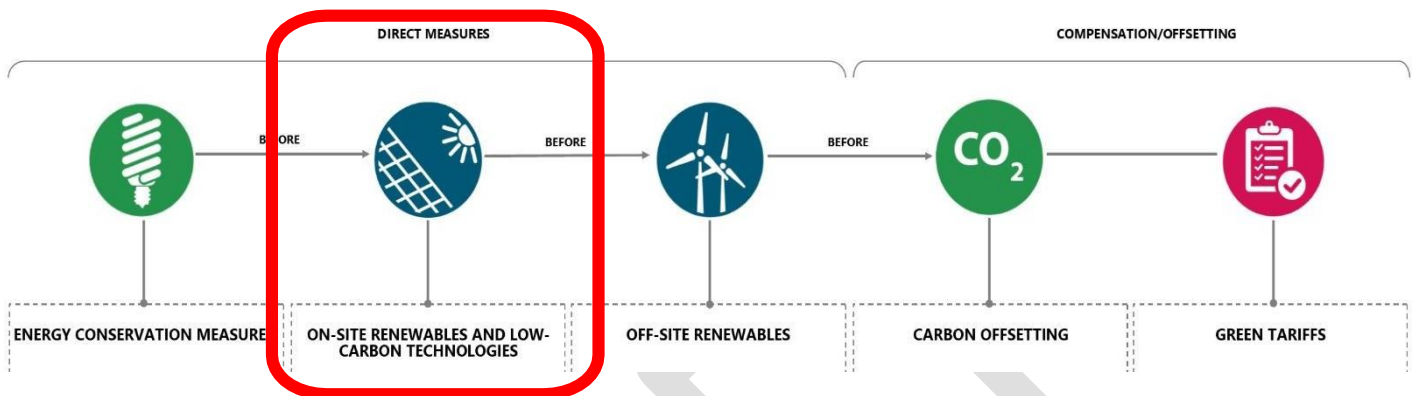 DIRECT MEASURES
COMPENSATION/OFFSETTING
BEFORE
BEFORE
BEFORE
CO2
ENERGY CONSERVATION MEASURE
ON-SITE RENEWABLES AND LOW-
CARBON TECHNOLOGIES
OFF-SITE RENEWABLES
CARBON OFFSETTING
GREEN TARIFFS